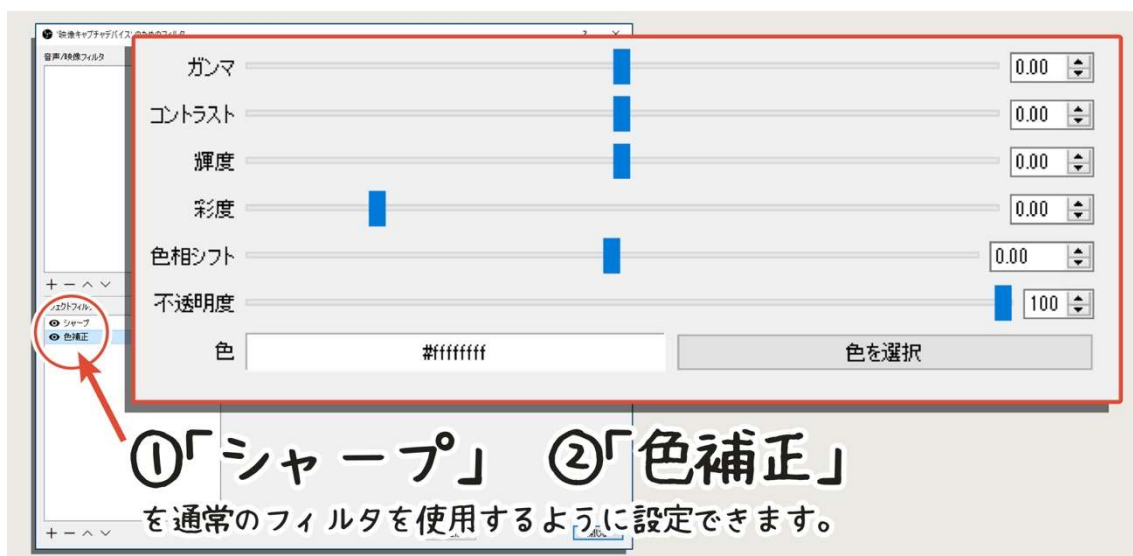 '映像キャプチャデバイス'のためのフィルタ
音声/映像フィルタ
ガンマ 0.00
コントラスト 0.00
輝度 0.00
彩度 0.00
色相シフト 0.00
不透明度 100
色 #ffffffff 色を選択
シャープ
色補正
①「シャープ」 ②「色補正」
を通常のフィルタを使用するように設定できます。